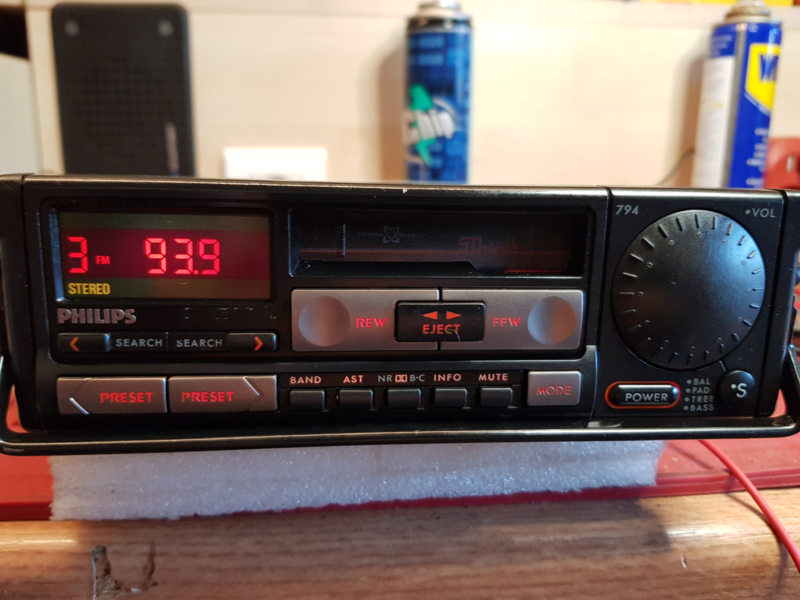 794 •VOL
3 FM 93.9
STEREO
PHILIPS
REW EJECT FFW
SEARCH SEARCH
PRESET PRESET
BAND AST NR B-C INFO MUTE
MODE
POWER
•BAL
•FAD
•TREB
•BASS
•S
Chip
W